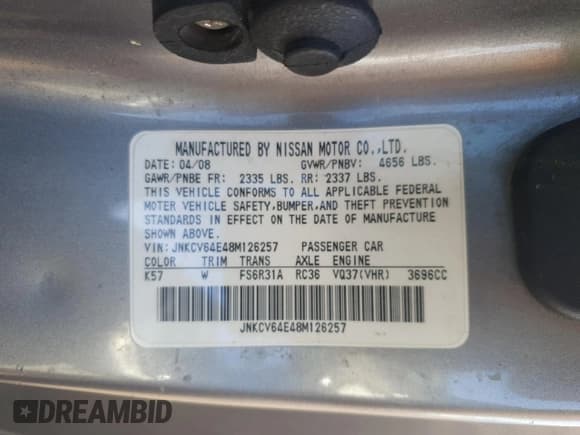 MANUFACTURED BY NISSAN MOTOR CO.,LTD.
DATE: 04/08 GVWR/PNBV: 4656 LBS.
GAWR/PNBE FR: 2335 LBS. RR: 2337 LBS.
THIS VEHICLE CONFORMS TO ALL APPLICABLE FEDERAL
MOTER VEHICLE SAFETY,BUMPER,AND THEFT PREVENTION
STANDARDS IN EFFECT ON THE DATE OF MANUFACTURE
SHOWN ABOVE.
VIN: JNKCV64E48M126257 PASSENGER CAR
COLOR TRIM TRANS AXLE ENGINE
K57 W FS6R31A RC36 VQ37(VHR) 3696CC
JNKCV64E48M126257
DREAMBID